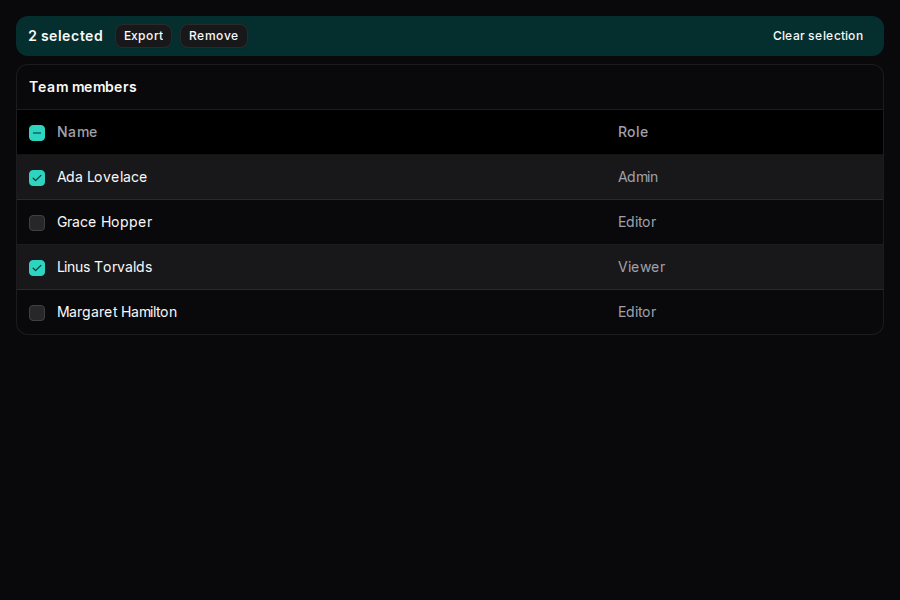 2 selected Export Remove Clear selection
Team members
Name Role
Ada Lovelace Admin
Grace Hopper Editor
Linus Torvalds Viewer
Margaret Hamilton Editor